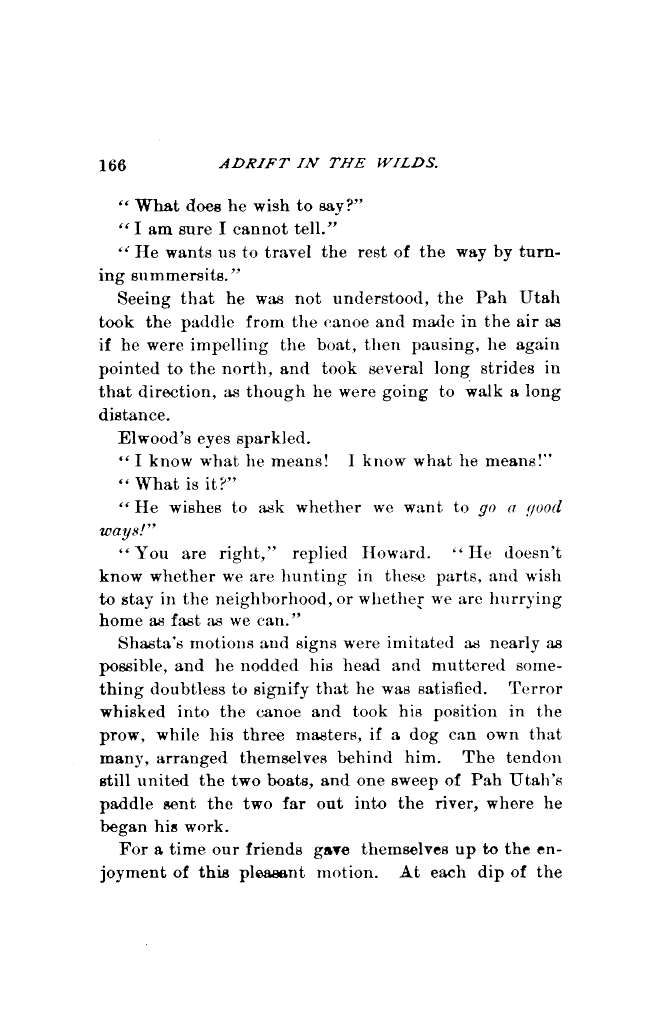 166 ADRIFT IN THE WILDS.
“ What does he wish to say?”
“ I am sure I cannot tell.”
“ He wants us to travel the rest of the way by turn-
ing summersits.”
Seeing that he was not understood, the Pah Utah
took the paddle from the canoe and made in the air as
if he were impelling the boat, then pausing, he again
pointed to the north, and took several long strides in
that direction, as though he were going to walk a long
distance.
Elwood’s eyes sparkled.
“ I know what he means! I know what he means!”
“ What is it?”
“ He wishes to ask whether we want to go a good
ways!”
“ You are right,” replied Howard. “ He doesn’t
know whether we are hunting in these parts, and wish
to stay in the neighborhood, or whether we are hurrying
home as fast as we can.”
Shasta’s motions and signs were imitated as nearly as
possible, and he nodded his head and muttered some-
thing doubtless to signify that he was satisfied. Terror
whisked into the canoe and took his position in the
prow, while his three masters, if a dog can own that
many, arranged themselves behind him. The tendon
still united the two boats, and one sweep of Pah Utah’s
paddle sent the two far out into the river, where he
began his work.
For a time our friends gave themselves up to the en-
joyment of this pleasant motion. At each dip of the